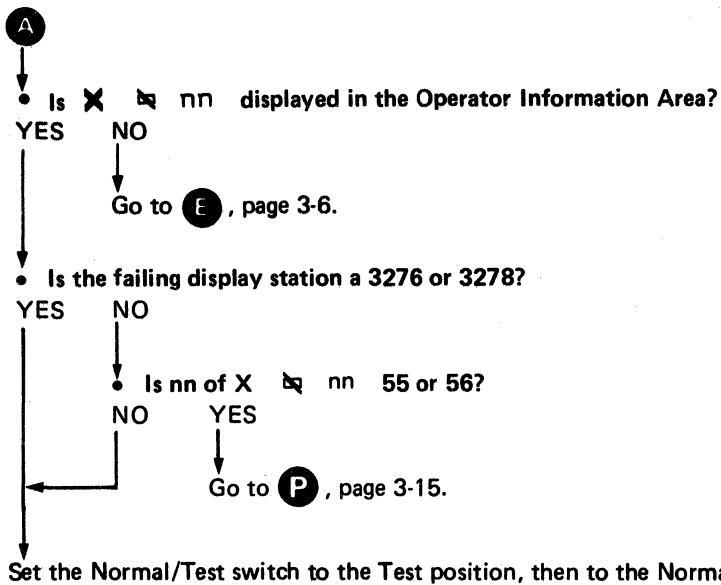 A
• Is X nn displayed in the Operator Information Area?
YES NO
Go to E, page 3-6.
• Is the failing display station a 3276 or 3278?
YES NO
• Is nn of X nn 55 or 56?
NO YES
Go to P, page 3-15.
Set the Normal/Test switch to the Test position, then to the